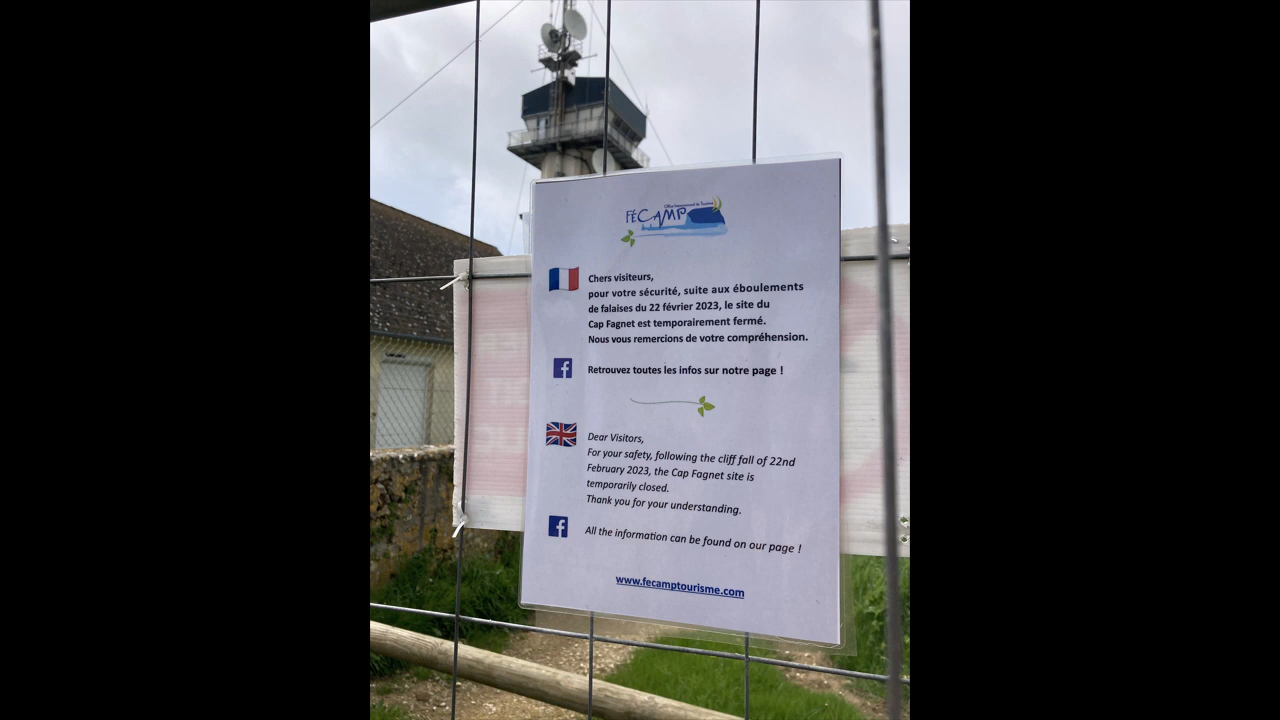 Office Intercommunal de Tourisme
FÉCAMP
Chers visiteurs,
pour votre sécurité, suite aux éboulements
de falaises du 22 février 2023, le site du
Cap Fagnet est temporairement fermé.
Nous vous remercions de votre compréhension.
Retrouvez toutes les infos sur notre page !
Dear Visitors,
For your safety, following the cliff fall of 22nd
February 2023, the Cap Fagnet site is
temporarily closed.
Thank you for your understanding.
All the information can be found on our page !
www.fecamptourisme.com